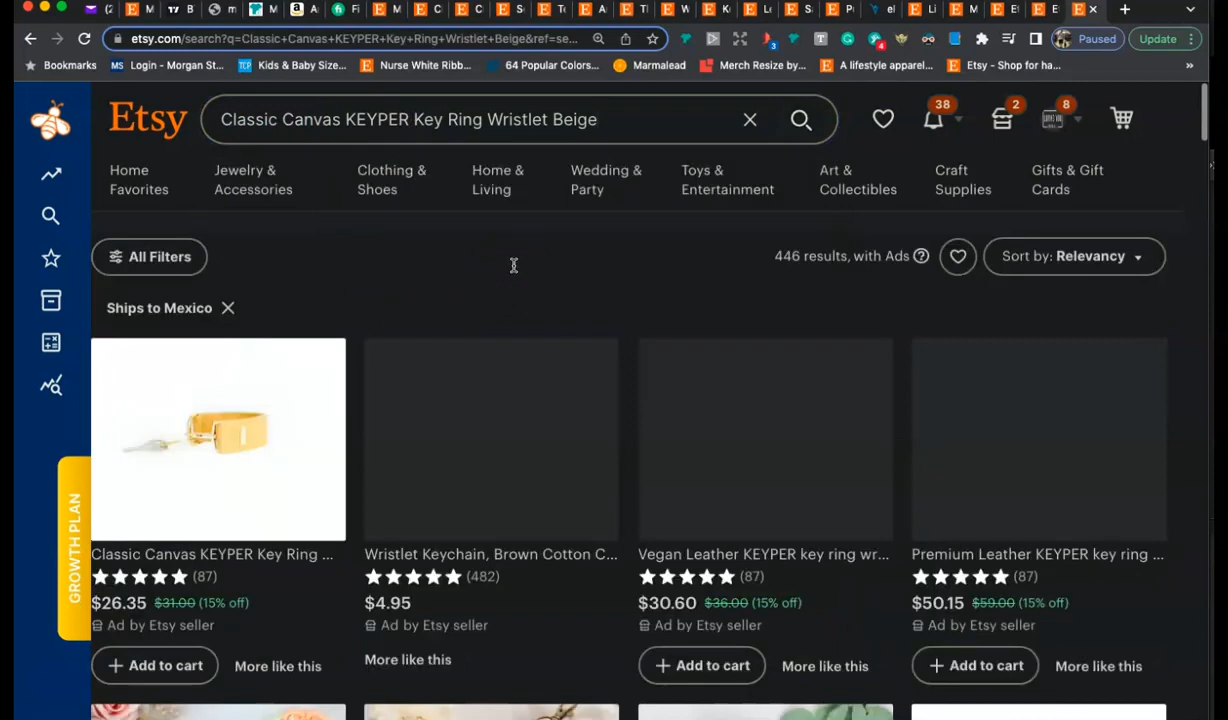 etsy.com/search?q=Classic+Canvas+KEYPER+Key+Ring+Wristlet+Beige&ref=se...
Paused
Update
Bookmarks
Login - Morgan St...
Kids & Baby Size...
Nurse White Ribb...
64 Popular Colors...
Marmalead
Merch Resize by...
A lifestyle apparel...
Etsy - Shop for ha...
»
Etsy
Classic Canvas KEYPER Key Ring Wristlet Beige
38
2
8
Home Favorites
Jewelry & Accessories
Clothing & Shoes
Home & Living
Wedding & Party
Toys & Entertainment
Art & Collectibles
Craft Supplies
Gifts & Gift Cards
All Filters
446 results, with Ads
Sort by: Relevancy
Ships to Mexico
GROWTH PLAN
Classic Canvas KEYPER Key Ring ...
(87)
$26.35 $31.00 (15% off)
Ad by Etsy seller
+ Add to cart
More like this
Wristlet Keychain, Brown Cotton C...
(482)
$4.95
Ad by Etsy seller
More like this
Vegan Leather KEYPER key ring wr...
(87)
$30.60 $36.00 (15% off)
Ad by Etsy seller
+ Add to cart
More like this
Premium Leather KEYPER key ring ...
(87)
$50.15 $59.00 (15% off)
Ad by Etsy seller
+ Add to cart
More like this